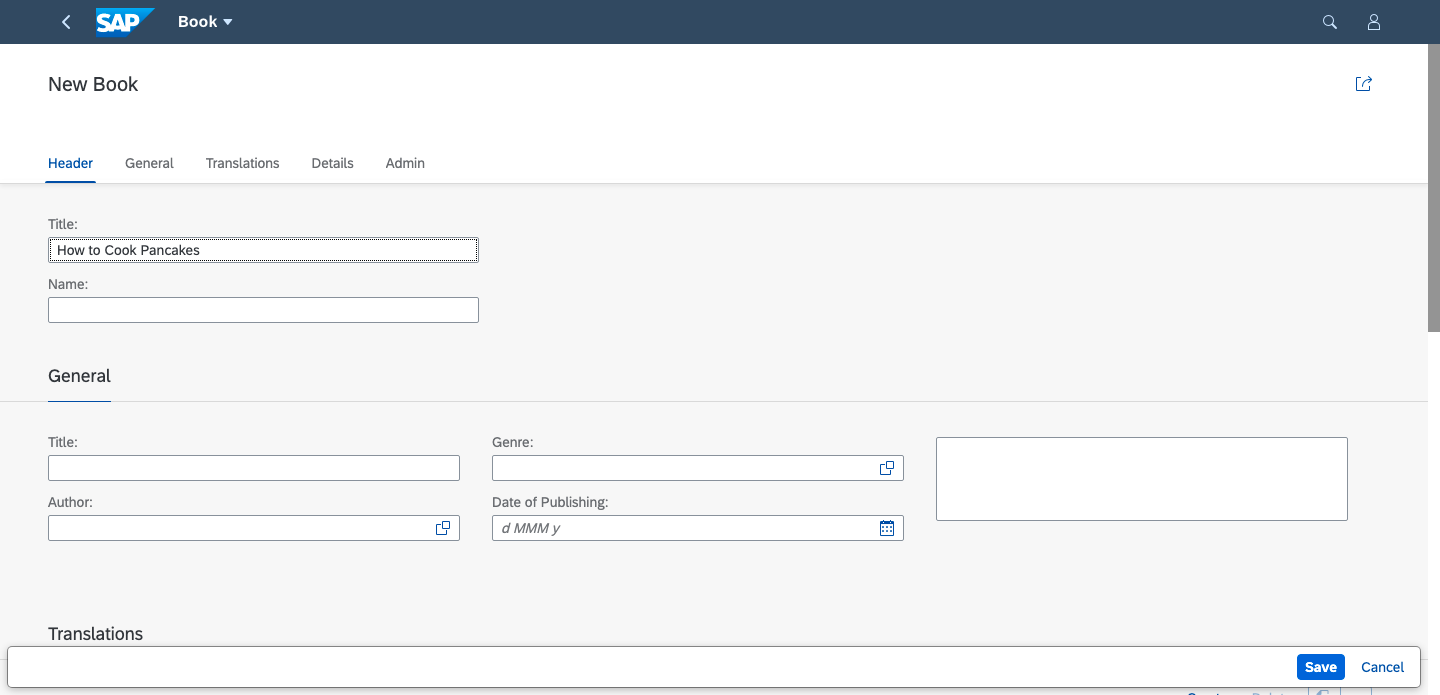 SAP Book
New Book
Header General Translations Details Admin
Title:
How to Cook Pancakes
Name:
General
Title:
Genre:
Author:
Date of Publishing:
d MMM y
Translations
Save Cancel